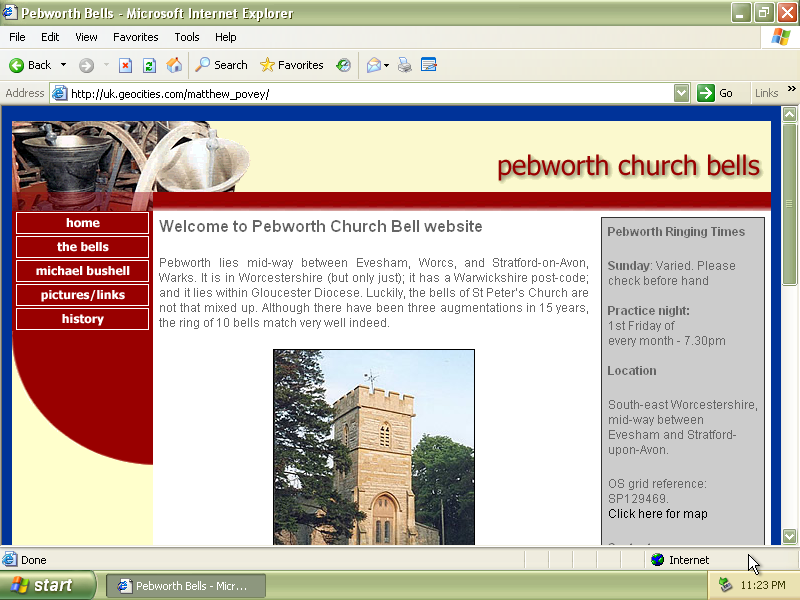 Pebworth Bells - Microsoft Internet Explorer
File Edit View Favorites Tools Help
Back Search Favorites
Address http://uk.geocities.com/matthew_povey/ Go Links »
pebworth church bells
home
the bells
michael bushell
pictures/links
history
Welcome to Pebworth Church Bell website
Pebworth lies mid-way between Evesham, Worcs, and Stratford-on-Avon,
Warks. It is in Worcestershire (but only just); it has a Warwickshire post-code;
and it lies within Gloucester Diocese. Luckily, the bells of St Peter's Church are
not that mixed up. Although there have been three augmentations in 15 years,
the ring of 10 bells match very well indeed.
Pebworth Ringing Times
Sunday: Varied. Please
check before hand
Practice night:
1st Friday of
every month - 7.30pm
Location
South-east Worcestershire,
mid-way between
Evesham and Stratford-
upon-Avon.
OS grid reference:
SP129469.
Click here for map
Done
Internet
start
Pebworth Bells - Micr...
11:23 PM